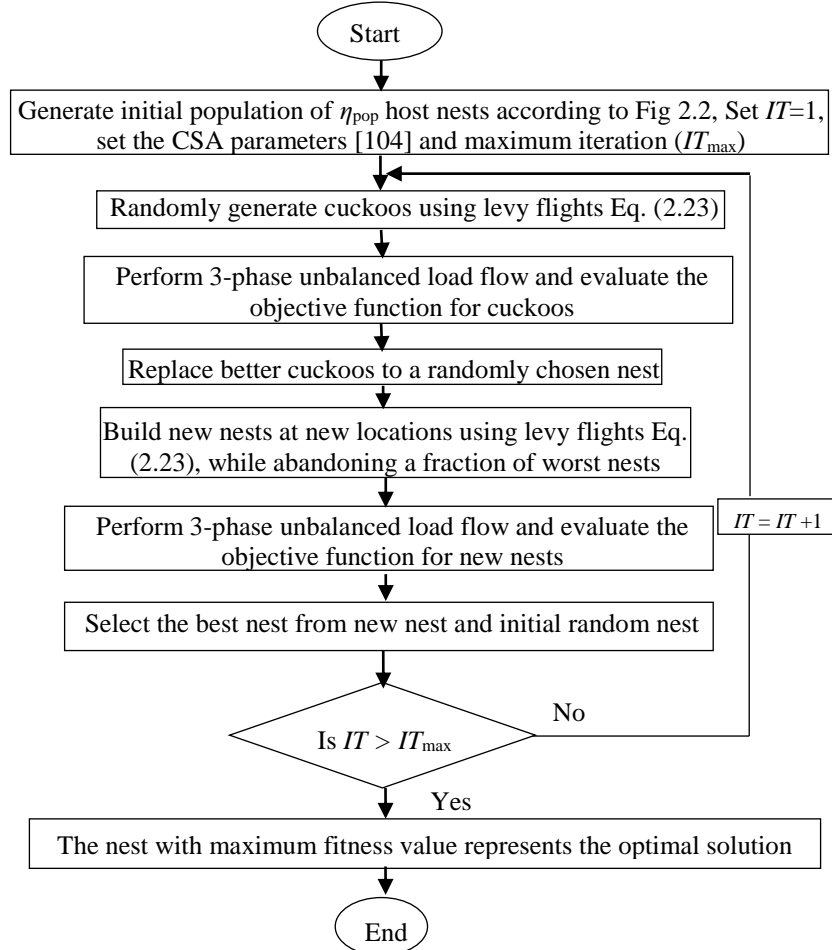 Start
Generate initial population of ηpop host nests according to Fig 2.2, Set IT=1,
set the CSA parameters [104] and maximum iteration (ITmax)
Randomly generate cuckoos using levy flights Eq. (2.23)
Perform 3-phase unbalanced load flow and evaluate the
objective function for cuckoos
Replace better cuckoos to a randomly chosen nest
Build new nests at new locations using levy flights Eq.
(2.23), while abandoning a fraction of worst nests
Perform 3-phase unbalanced load flow and evaluate the
objective function for new nests
IT = IT +1
Select the best nest from new nest and initial random nest
Is IT > ITmax
No
Yes
The nest with maximum fitness value represents the optimal solution
End